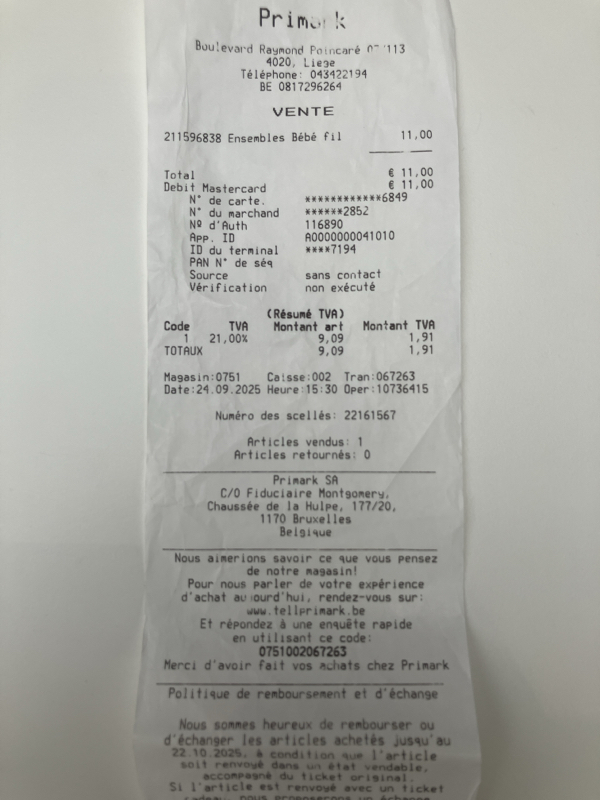 Primark
Boulevard Raymond Poincaré 113
4020, Liege
Téléphone: 043422194
BE 0817296264
VENTE
211596838 Ensembles Bébé fil 11,00
Total € 11,00
Debit Mastercard € 11,00
N° de carte. ************6849
N° du marchand ******2852
Nº d'Auth 116890
App. ID A0000000041010
ID du terminal ****7194
PAN N° de séq
Source sans contact
Vérification non exécuté
(Résumé TVA)
Code TVA Montant art Montant TVA
1 21,00% 9,09 1,91
TOTAUX 9,09 1,91
Magasin:0751 Caisse:002 Tran:067263
Date:24.09.2025 Heure:15:30 Oper:10736415
Numéro des scellés: 22161567
Articles vendus: 1
Articles retournés: 0
Primark SA
C/O Fiduciaire Montgomery,
Chaussée de la Hulpe, 177/20,
1170 Bruxelles
Belgique
Nous aimerions savoir ce que vous pensez
de notre magasin!
Pour nous parler de votre expérience
d'achat aujourd'hui, rendez-vous sur:
www.tellprimark.be
Et répondez à une enquête rapide
en utilisant ce code:
0751002067263
Merci d'avoir fait vos achats chez Primark
Politique de remboursement et d'échange
Nous sommes heureux de rembourser ou
d'échanger les articles achetés jusqu'au
22.10.2025, à condition que l'article
soit renvoyé dans un état vendable,
accompagné du ticket original.
Si l'article est renvoyé avec un ticket